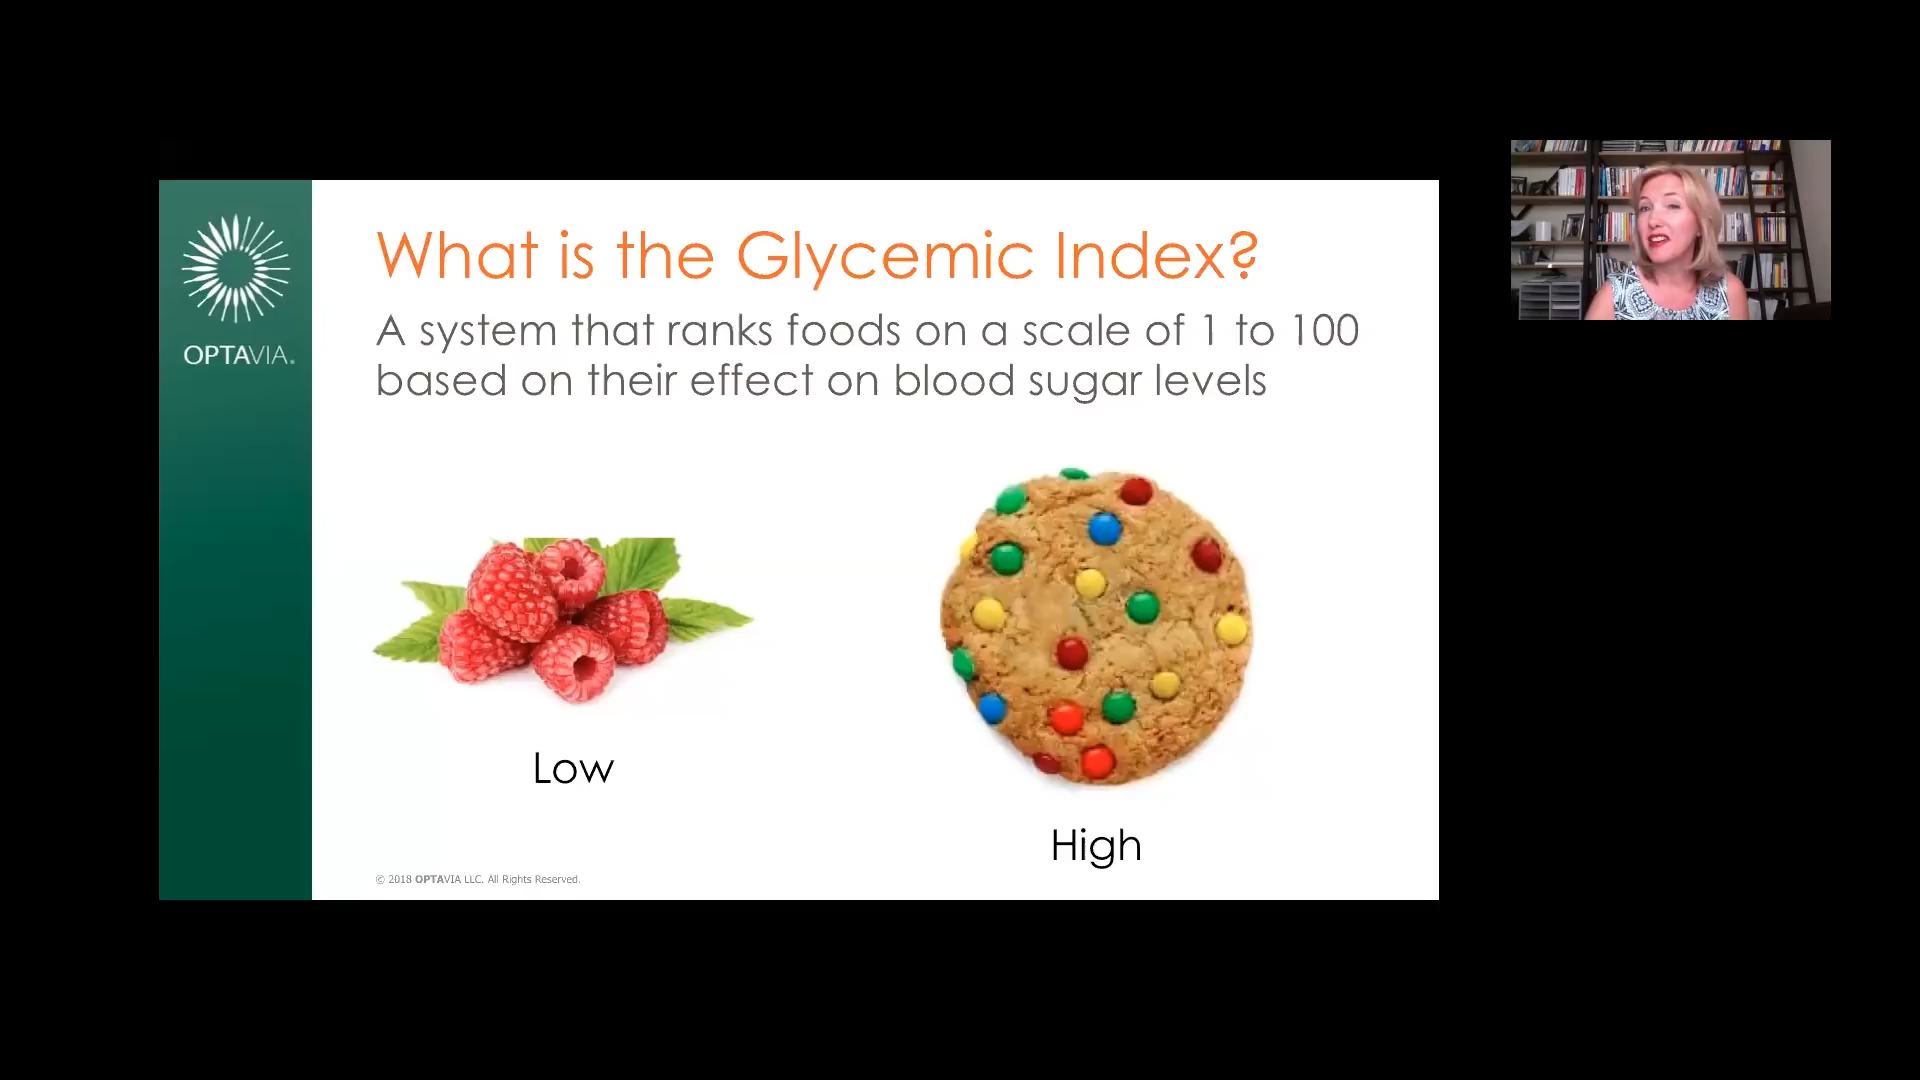 OPTAVIA®
What is the Glycemic Index?
A system that ranks foods on a scale of 1 to 100
based on their effect on blood sugar levels
Low
High
© 2018 OPTAVIA LLC. All Rights Reserved.